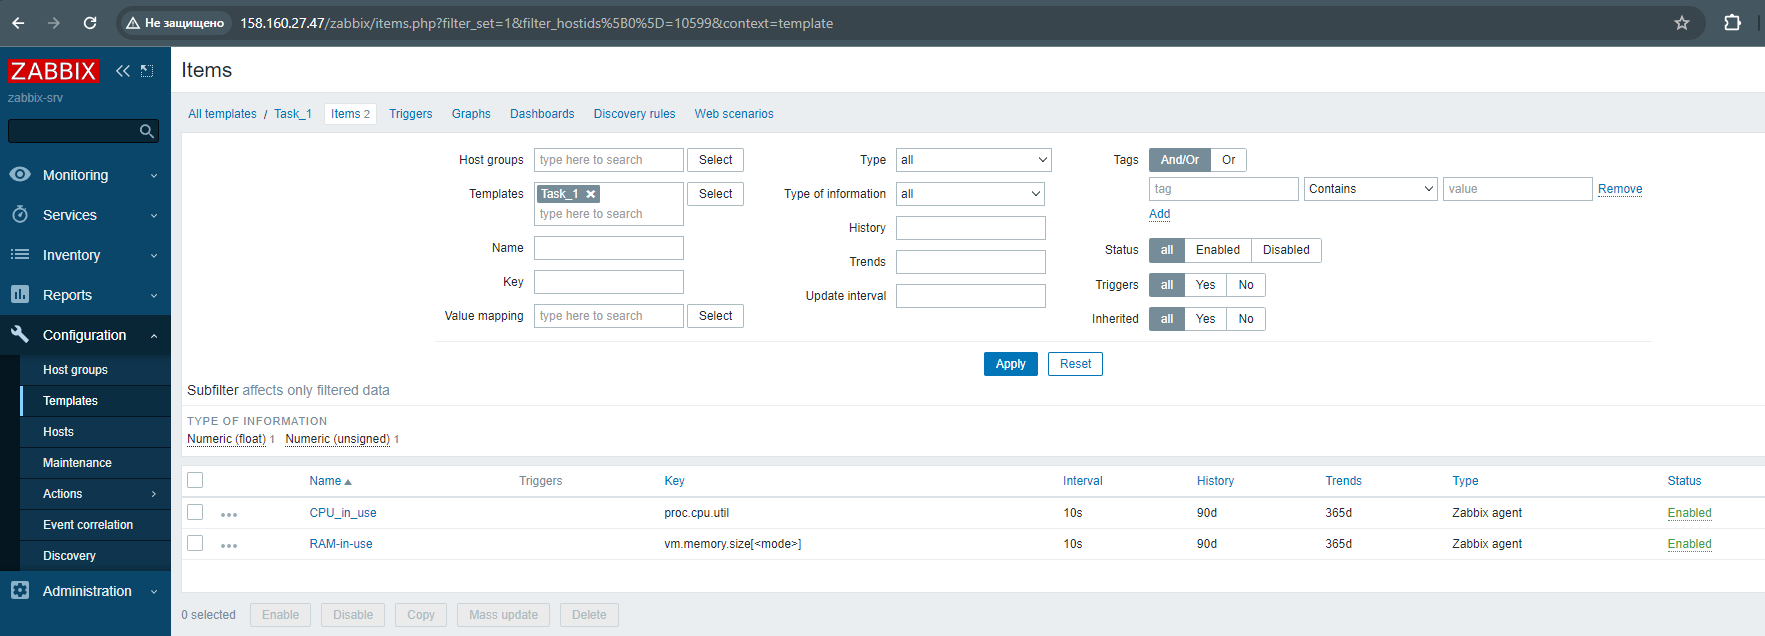 Не защищено 158.160.27.47/zabbix/items.php?filter_set=1&filter_hostids%5B0%5D=10599&context=template
ZABBIX
zabbix-srv
Monitoring
Services
Inventory
Reports
Configuration
Host groups
Templates
Hosts
Maintenance
Actions
Event correlation
Discovery
Administration
Items
All templates / Task_1 Items 2 Triggers Graphs Dashboards Discovery rules Web scenarios
Host groups type here to search Select
Templates Task_1 Select
type here to search
Name
Key
Value mapping type here to search Select
Type all
Type of information all
History
Trends
Update interval
Tags And/Or Or
tag Contains value Remove
Add
Status all Enabled Disabled
Triggers all Yes No
Inherited all Yes No
Apply Reset
Subfilter affects only filtered data
TYPE OF INFORMATION
Numeric (float) 1 Numeric (unsigned) 1
Name Triggers Key Interval History Trends Type Status
CPU_in_use proc.cpu.util 10s 90d 365d Zabbix agent Enabled
RAM-in-use vm.memory.size[<mode>] 10s 90d 365d Zabbix agent Enabled
0 selected Enable Disable Copy Mass update Delete